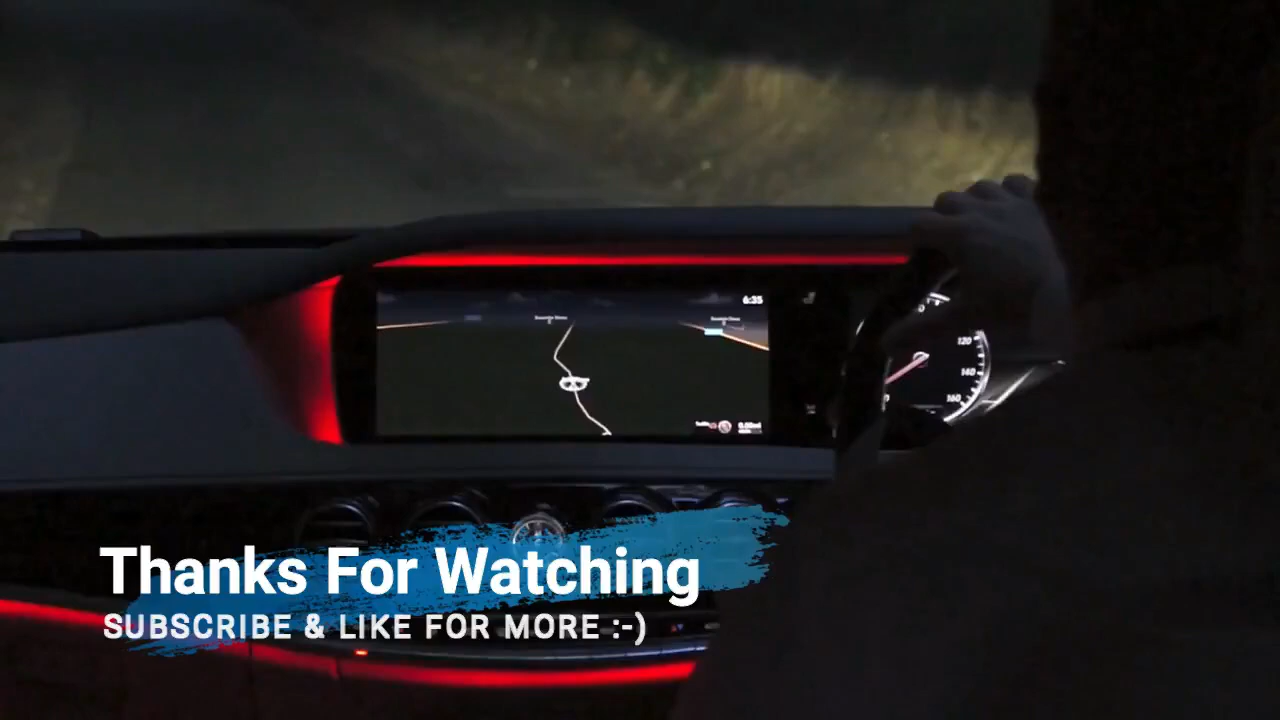 6:35
120
140
160
Thanks For Watching
SUBSCRIBE & LIKE FOR MORE :-)